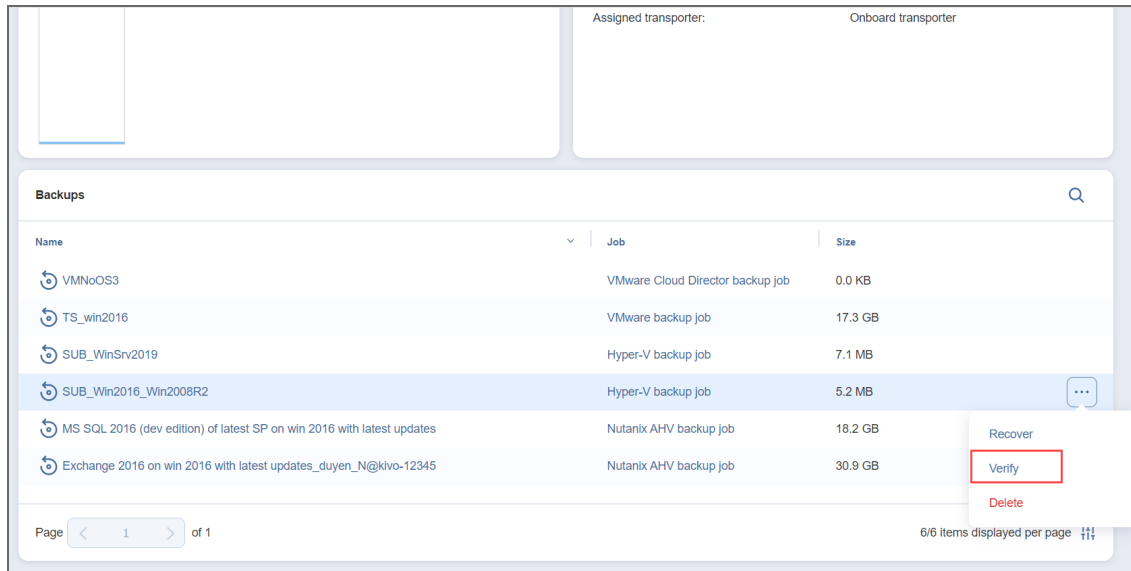 Assigned transporter: Onboard transporter
Backups
Name Job Size
VMNoOS3 VMware Cloud Director backup job 0.0 KB
TS_win2016 VMware backup job 17.3 GB
SUB_WinSrv2019 Hyper-V backup job 7.1 MB
SUB_Win2016_Win2008R2 Hyper-V backup job 5.2 MB
MS SQL 2016 (dev edition) of latest SP on win 2016 with latest updates Nutanix AHV backup job 18.2 GB
Exchange 2016 on win 2016 with latest updates_duyen_N@kivo-12345 Nutanix AHV backup job 30.9 GB
Recover
Verify
Delete
Page 1 of 1 6/6 items displayed per page